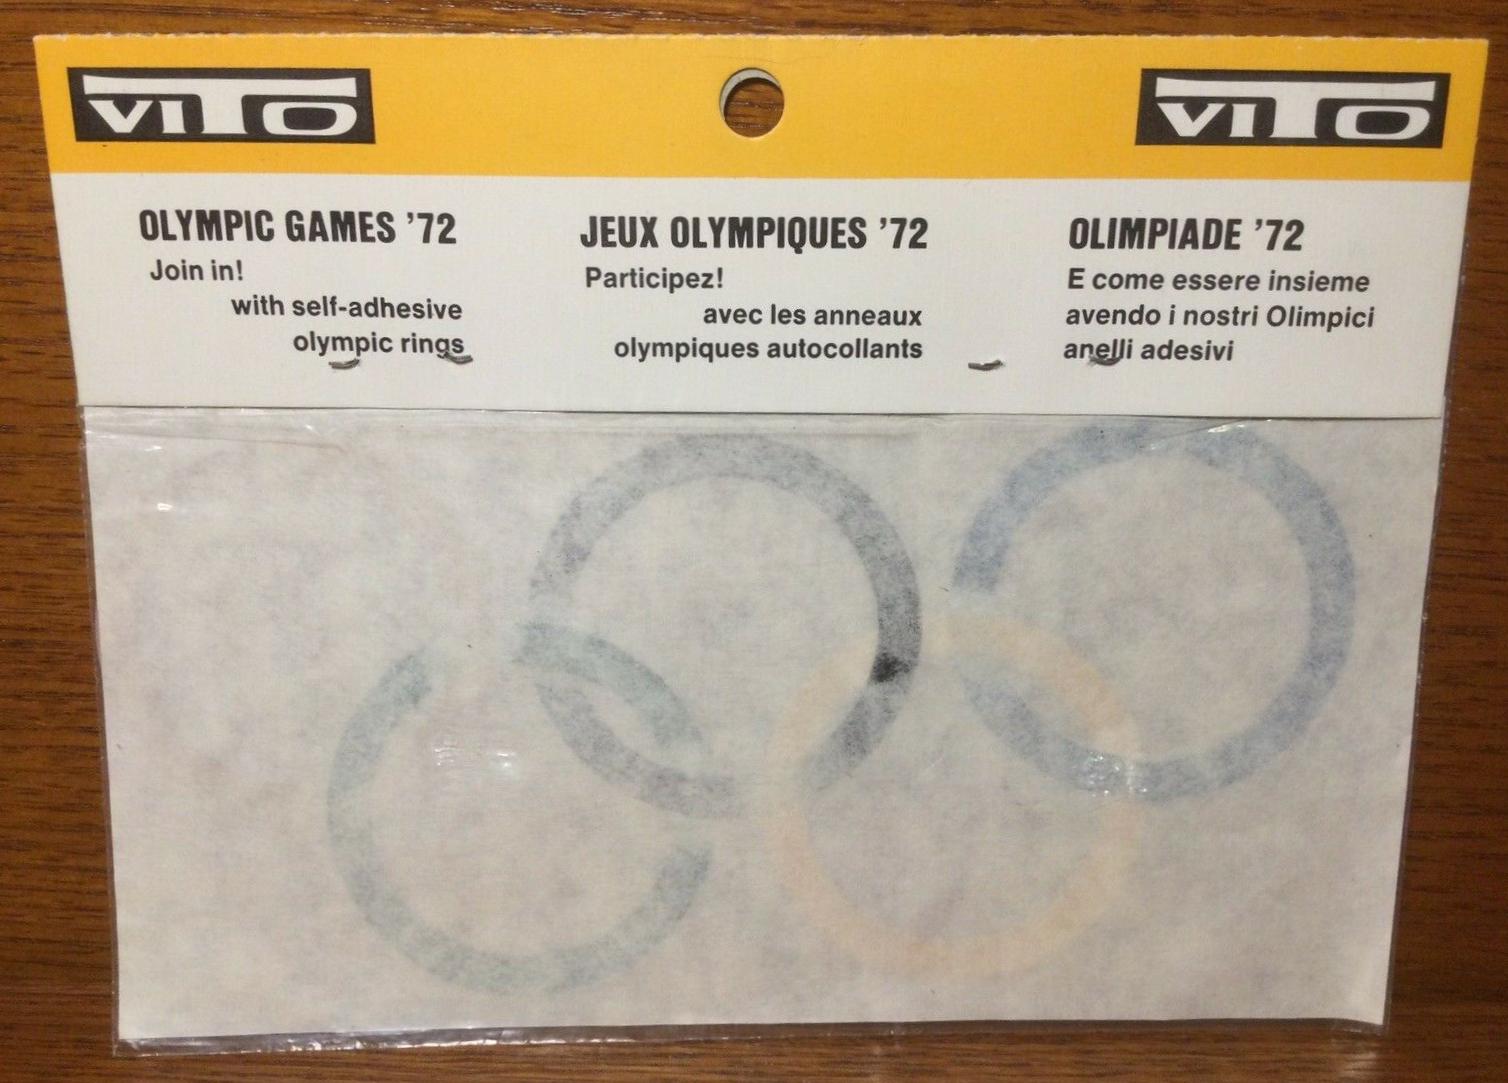 VITO
VITO
OLYMPIC GAMES '72
Join in!
with self-adhesive
olympic rings
JEUX OLYMPIQUES '72
Participez!
avec les anneaux
olympiques autocollants
OLIMPIADE '72
E come essere insieme
avendo i nostri Olimpici
anelli adesivi